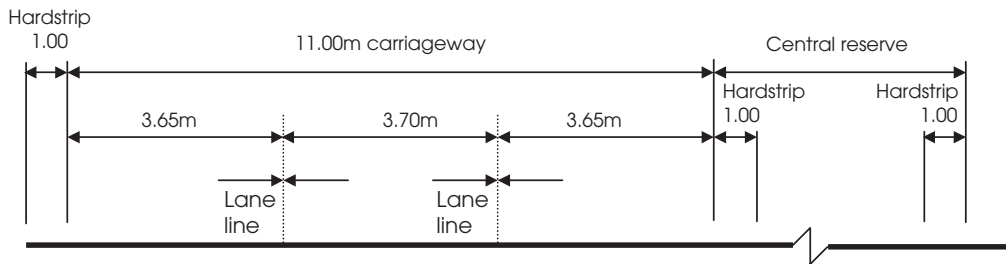 Hardstrip
1.00
11.00m carriageway
Central reserve
Hardstrip
1.00
Hardstrip
1.00
3.65m
3.70m
3.65m
Lane
line
Lane
line